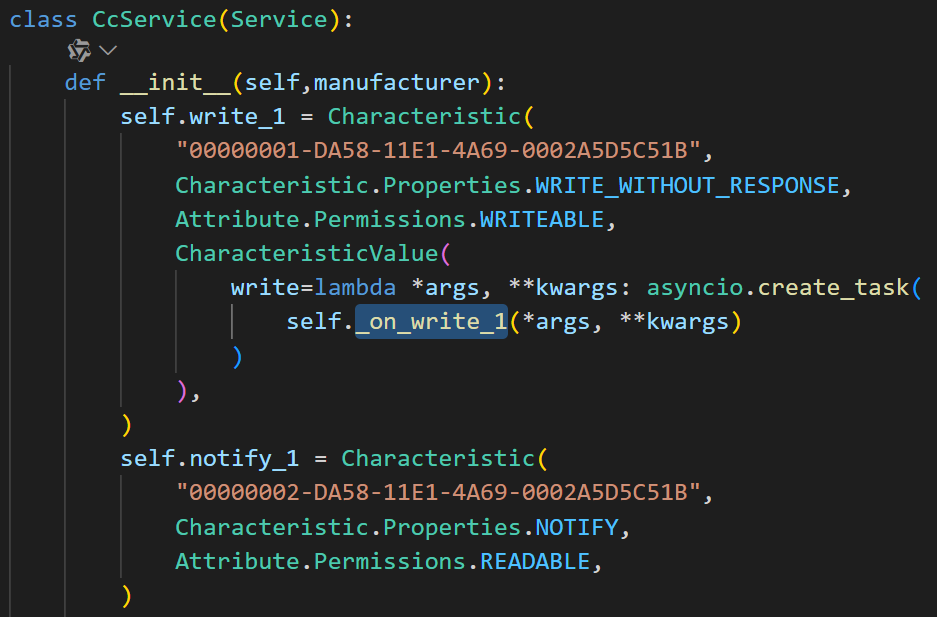 class CcService(Service):
def __init__(self,manufacturer):
self.write_1 = Characteristic(
"00000001-DA58-11E1-4A69-0002A5D5C51B",
Characteristic.Properties.WRITE_WITHOUT_RESPONSE,
Attribute.Permissions.WRITEABLE,
CharacteristicValue(
write=lambda *args, **kwargs: asyncio.create_task(
self._on_write_1(*args, **kwargs)
)
),
)
self.notify_1 = Characteristic(
"00000002-DA58-11E1-4A69-0002A5D5C51B",
Characteristic.Properties.NOTIFY,
Attribute.Permissions.READABLE,
)